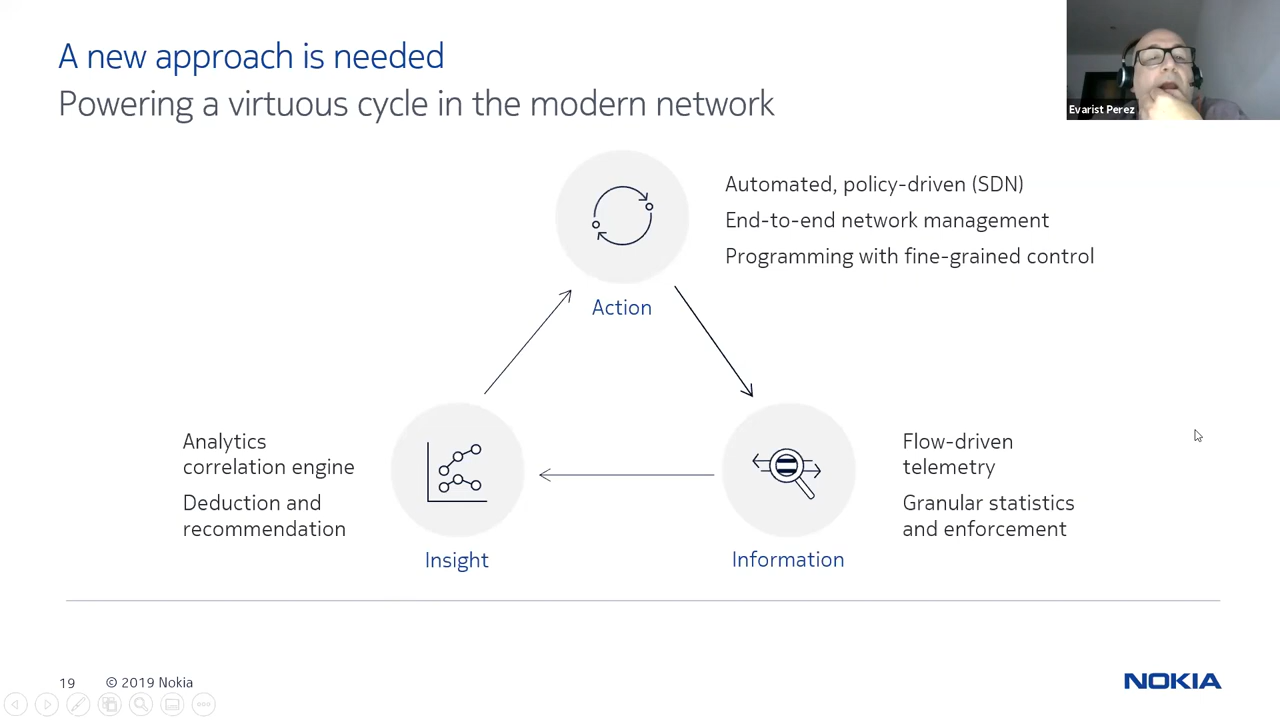 A new approach is needed
Powering a virtuous cycle in the modern network
Evarist Perez
Automated, policy-driven (SDN)
End-to-end network management
Programming with fine-grained control
Action
Analytics
correlation engine
Deduction and
recommendation
Insight
Flow-driven
telemetry
Granular statistics
and enforcement
Information
19 © 2019 Nokia
NOKIA